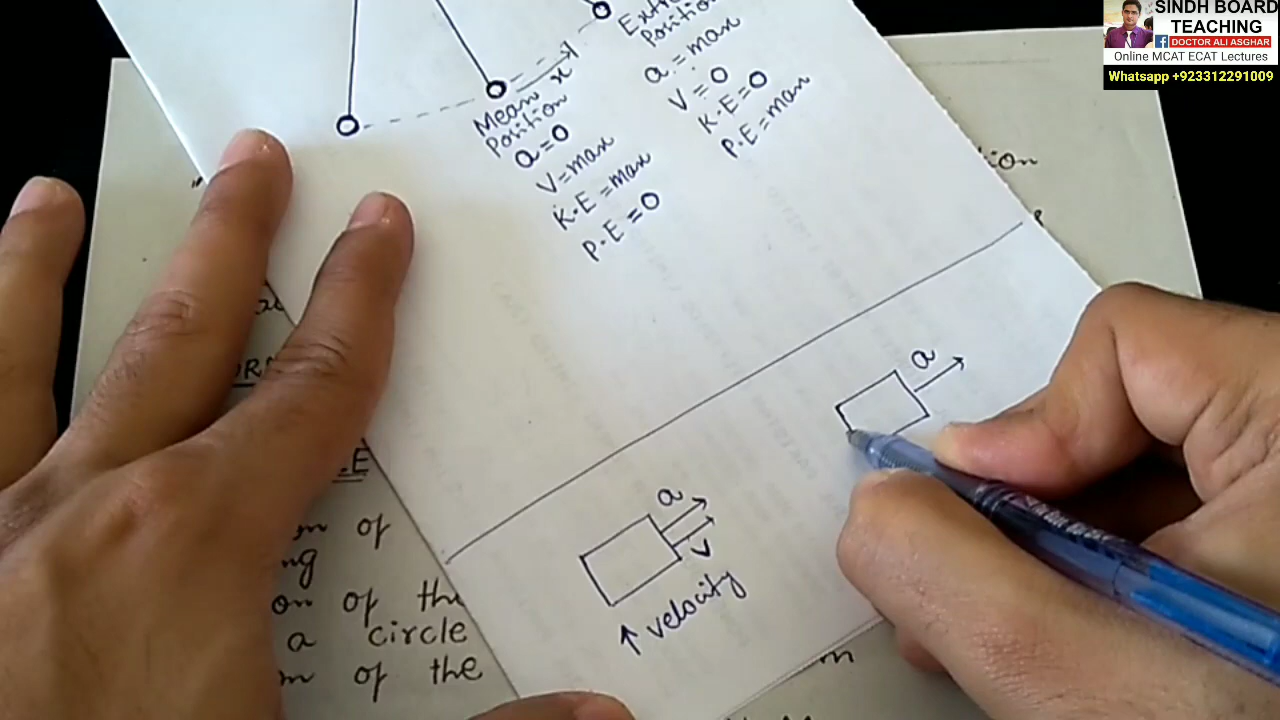 SINDH BOARD
TEACHING
DOCTOR ALI ASGHAR
Online MCAT ECAT Lectures
Whatsapp +923312291009
Position
a = max
V = 0
K.E = 0
P.E = max
x
Mean
Position
a = 0
V = max
K.E = max
P.E = 0
a
a
V
↑ velocity
of
of the
a circle
of the